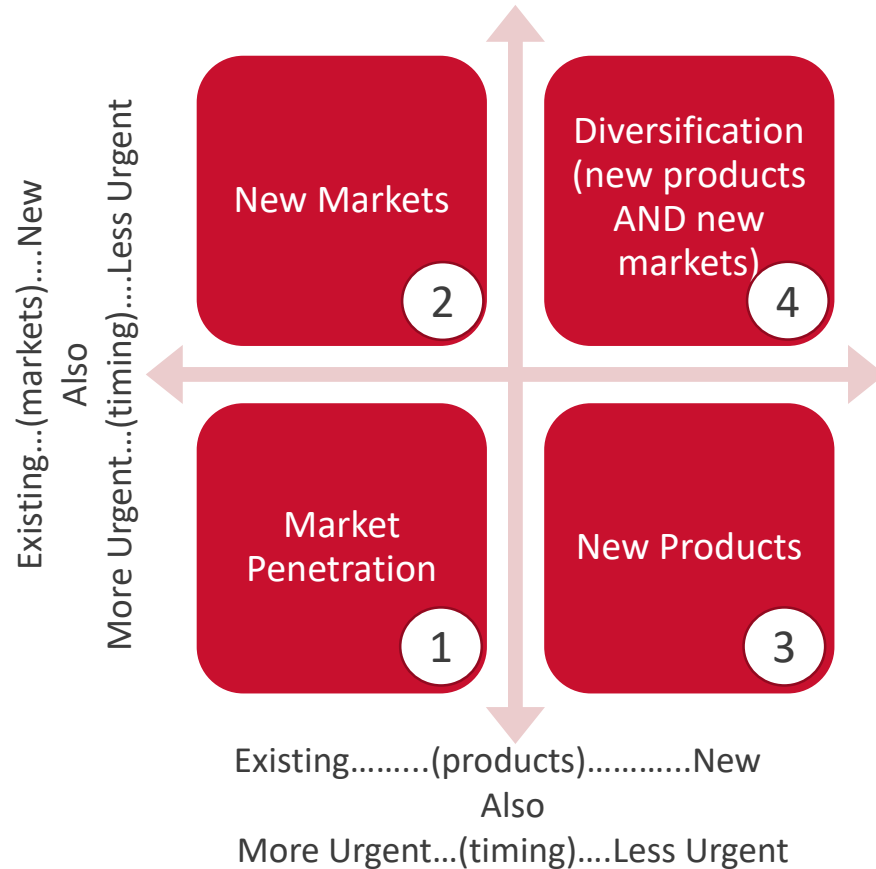 New Markets
2
Diversification
(new products
AND new
markets)
4
Market
Penetration
1
New Products
3
Existing...(markets)....New
Also
More Urgent...(timing)....Less Urgent
Existing.........(products)..............New
Also
More Urgent...(timing)....Less Urgent